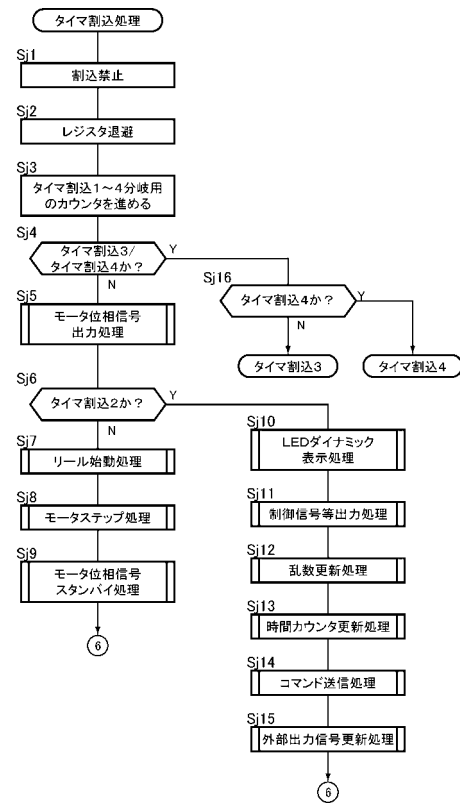 タイマ割込処理
Sj1
割込禁止
Sj2
レジスタ退避
Sj3
タイマ割込1〜4分岐用
のカウンタを進める
Sj4
タイマ割込3/
タイマ割込4か?
Y
N
Sj16
タイマ割込4か?
Y
N
タイマ割込3
タイマ割込4
Sj5
モータ位相信号
出力処理
Sj6
タイマ割込2か?
Y
N
Sj7
リール始動処理
Sj8
モータステップ処理
Sj9
モータ位相信号
スタンバイ処理
6
Sj10
LEDダイナミック
表示処理
Sj11
制御信号等出力処理
Sj12
乱数更新処理
Sj13
時間カウンタ更新処理
Sj14
コマンド送信処理
Sj15
外部出力信号更新処理
6